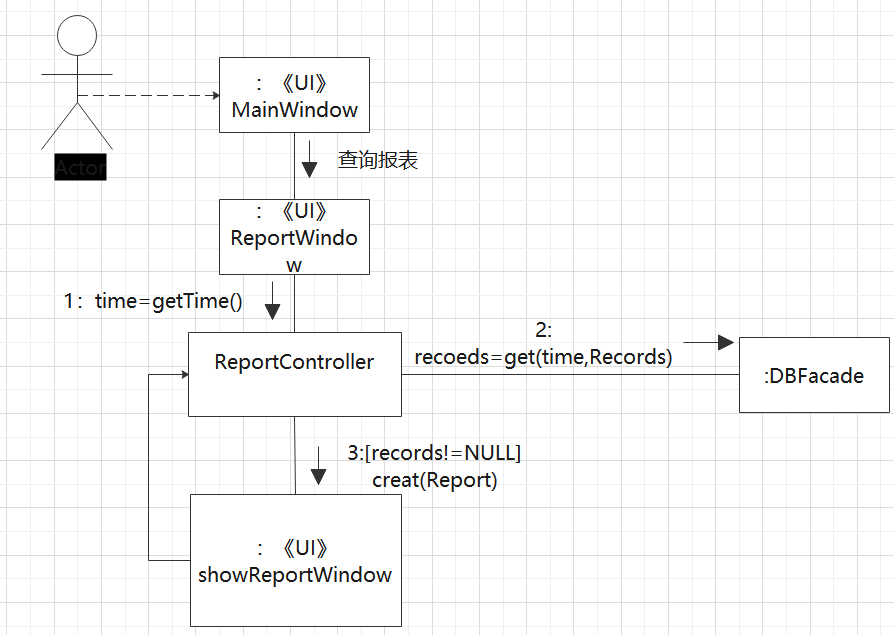 : 《UI》
MainWindow
Actor
查询报表
: 《UI》
ReportWindo
w
1: time=getTime()
ReportController
2:
recoeds=get(time,Records)
:DBFacade
3:[records!=NULL]
creat(Report)
: 《UI》
showReportWindow